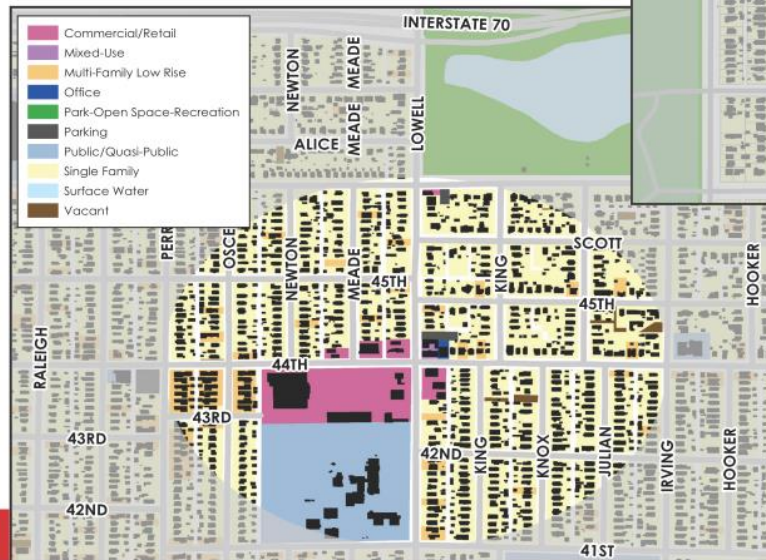 INTERSTATE 70
Commercial/Retail
Mixed-Use
Multi-Family Low Rise
Office
Park-Open Space-Recreation
Parking
Public/Quasi-Public
Single Family
Surface Water
Vacant
NEWTON
MEADE
MEADE
LOWELL
ALICE
PERR
OSCE
NEWTON
MEADE
45TH
SCOTT
KING
45TH
HOOKER
RALEIGH
44TH
43RD
43RD
42ND
42ND
KING
KNOX
JULIAN
IRVING
HOOKER
41ST